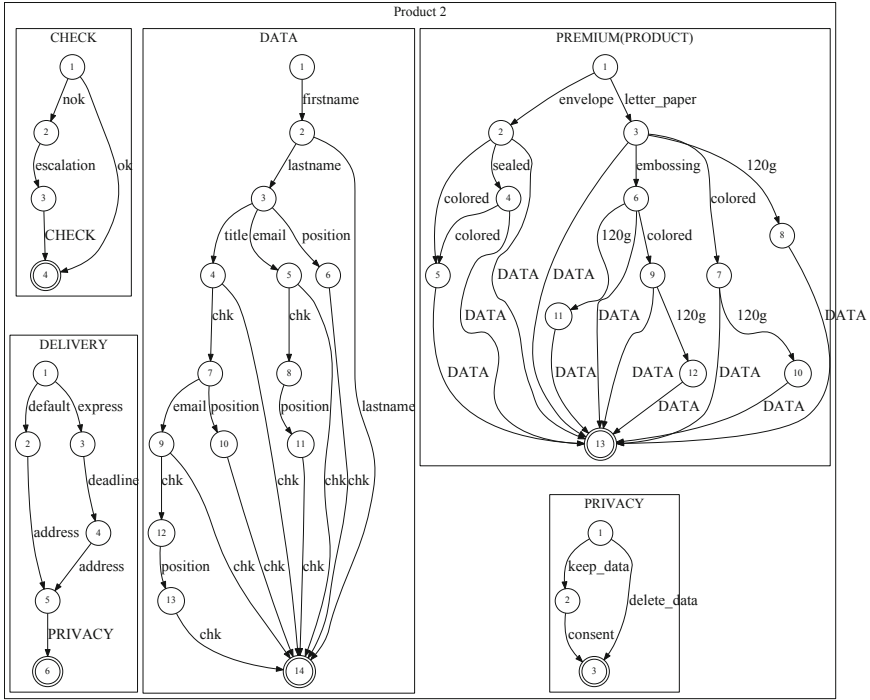 Product 2
CHECK
1
nok
2
escalation
ok
3
CHECK
4
DATA
1
firstname
2
lastname
3
title email position
4 5 6
chk chk
7 8
email position position
lastname
9 10 11
chk chk chk chk
12
position chk chk chk
13
chk
14
PREMIUM(PRODUCT)
1
envelope letter_paper
2 3
sealed embossing 120g
colored 4 6 colored
colored 120g colored 8
5 DATA DATA 9 7
11
DATA DATA 120g 120g DATA
DATA DATA DATA 12 DATA 10
DATA DATA
13
DELIVERY
1
default express
2 3
deadline
address 4
address
5
PRIVACY
6
PRIVACY
1
keep_data
2 delete_data
consent
3